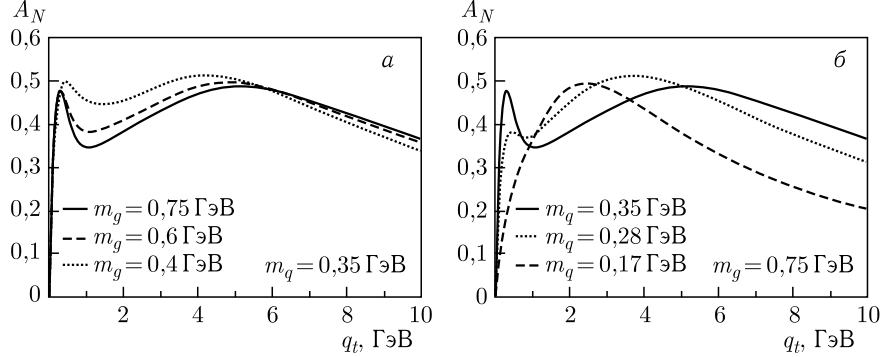 A_N
0,6
0,5
0,4
0,3
0,2
0,1
0
2
4
6
8
10
q_t, ГэВ
а
m_g = 0,75 ГэВ
m_g = 0,6 ГэВ
m_g = 0,4 ГэВ
m_q = 0,35 ГэВ
A_N
0,6
0,5
0,4
0,3
0,2
0,1
0
2
4
6
8
10
q_t, ГэВ
б
m_q = 0,35 ГэВ
m_q = 0,28 ГэВ
m_q = 0,17 ГэВ
m_g = 0,75 ГэВ